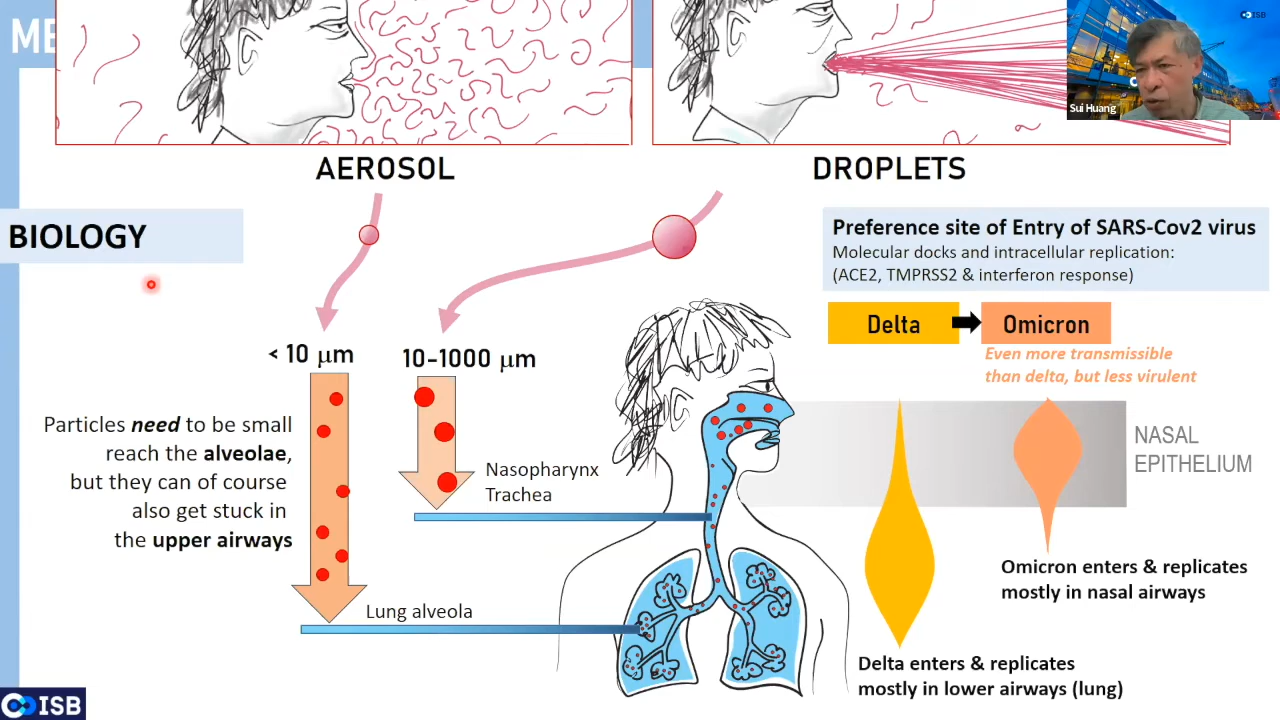 ME
ISB
Sui Huang
AEROSOL
DROPLETS
BIOLOGY
Preference site of Entry of SARS-Cov2 virus
Molecular docks and intracellular replication:
(ACE2, TMPRSS2 & interferon response)
Delta
Omicron
Even more transmissible
than delta, but less virulent
< 10 μm
10-1000 μm
Particles need to be small
reach the alveolae,
but they can of course
also get stuck in
the upper airways
Nasopharynx
Trachea
NASAL
EPITHELIUM
Lung alveola
Omicron enters & replicates
mostly in nasal airways
Delta enters & replicates
mostly in lower airways (lung)
ISB